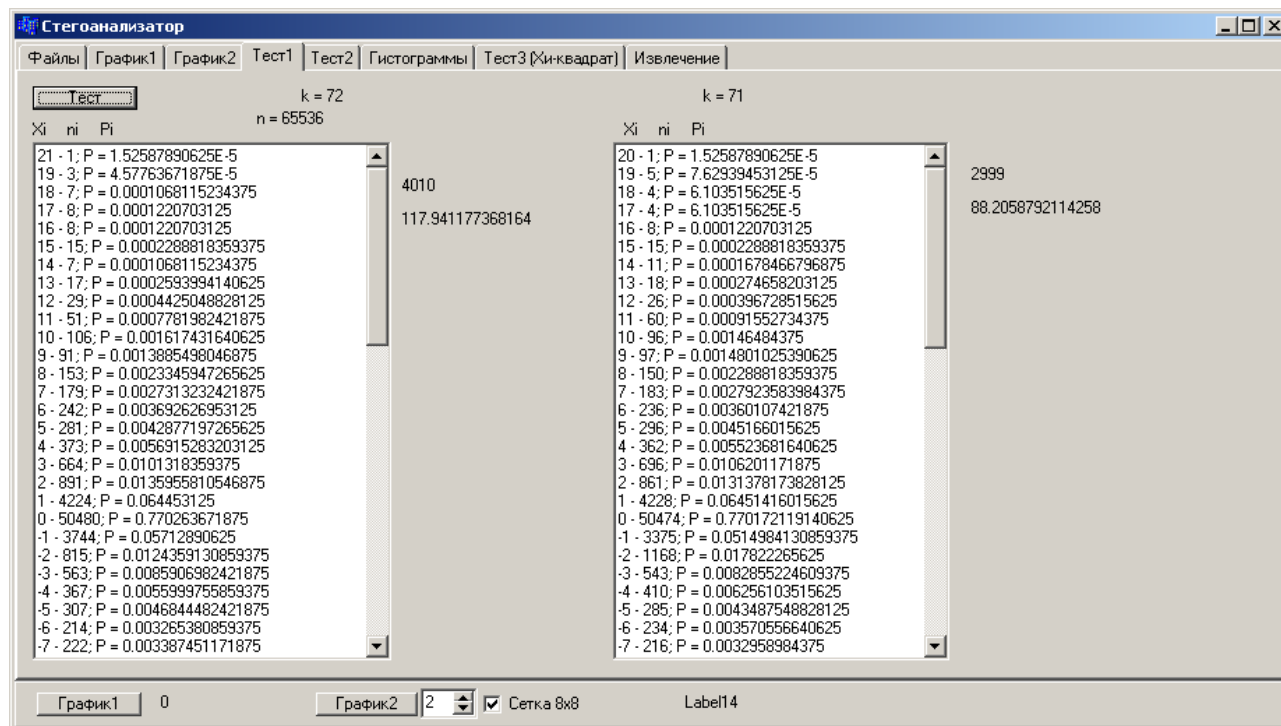 Стегоанализатор
Файлы График1 График2 Тест1 Тест2 Гистограммы Тест3 (Хи-квадрат) Извлечение
Тест
k = 72
n = 65536
Xi ni Pi
21 - 1; P = 1.52587890625E-5
19 - 3; P = 4.57763671875E-5
18 - 7; P = 0.0001068115234375
17 - 8; P = 0.0001220703125
16 - 8; P = 0.0001220703125
15 - 15; P = 0.0002288818359375
14 - 7; P = 0.0001068115234375
13 - 17; P = 0.0002593994140625
12 - 29; P = 0.0004425048828125
11 - 51; P = 0.0007781982421875
10 - 106; P = 0.001617431640625
9 - 91; P = 0.0013885498046875
8 - 153; P = 0.0023345947265625
7 - 179; P = 0.0027313232421875
6 - 242; P = 0.003692626953125
5 - 281; P = 0.0042877197265625
4 - 373; P = 0.0056915283203125
3 - 664; P = 0.0101318359375
2 - 891; P = 0.0135955810546875
1 - 4224; P = 0.064453125
0 - 50480; P = 0.770263671875
-1 - 3744; P = 0.05712890625
-2 - 815; P = 0.0124359130859375
-3 - 563; P = 0.0085906982421875
-4 - 367; P = 0.0055999755859375
-5 - 307; P = 0.0046844482421875
-6 - 214; P = 0.003265380859375
-7 - 222; P = 0.003387451171875
4010
117.941177368164
k = 71
Xi ni Pi
20 - 1; P = 1.52587890625E-5
19 - 5; P = 7.62939453125E-5
18 - 4; P = 6.103515625E-5
17 - 4; P = 6.103515625E-5
16 - 8; P = 0.0001220703125
15 - 15; P = 0.0002288818359375
14 - 11; P = 0.0001678466796875
13 - 18; P = 0.000274658203125
12 - 26; P = 0.000396728515625
11 - 60; P = 0.00091552734375
10 - 96; P = 0.00146484375
9 - 97; P = 0.0014801025390625
8 - 150; P = 0.002288818359375
7 - 183; P = 0.0027923583984375
6 - 236; P = 0.00360107421875
5 - 296; P = 0.0045166015625
4 - 362; P = 0.005523681640625
3 - 696; P = 0.0106201171875
2 - 861; P = 0.0131378173828125
1 - 4228; P = 0.06451416015625
0 - 50474; P = 0.770172119140625
-1 - 3375; P = 0.0514984130859375
-2 - 1168; P = 0.017822265625
-3 - 543; P = 0.0082855224609375
-4 - 410; P = 0.006256103515625
-5 - 285; P = 0.0043487548828125
-6 - 234; P = 0.003570556640625
-7 - 216; P = 0.0032958984375
2999
88.2058792114258
График1 0 График2 2 Сетка 8x8 Label14